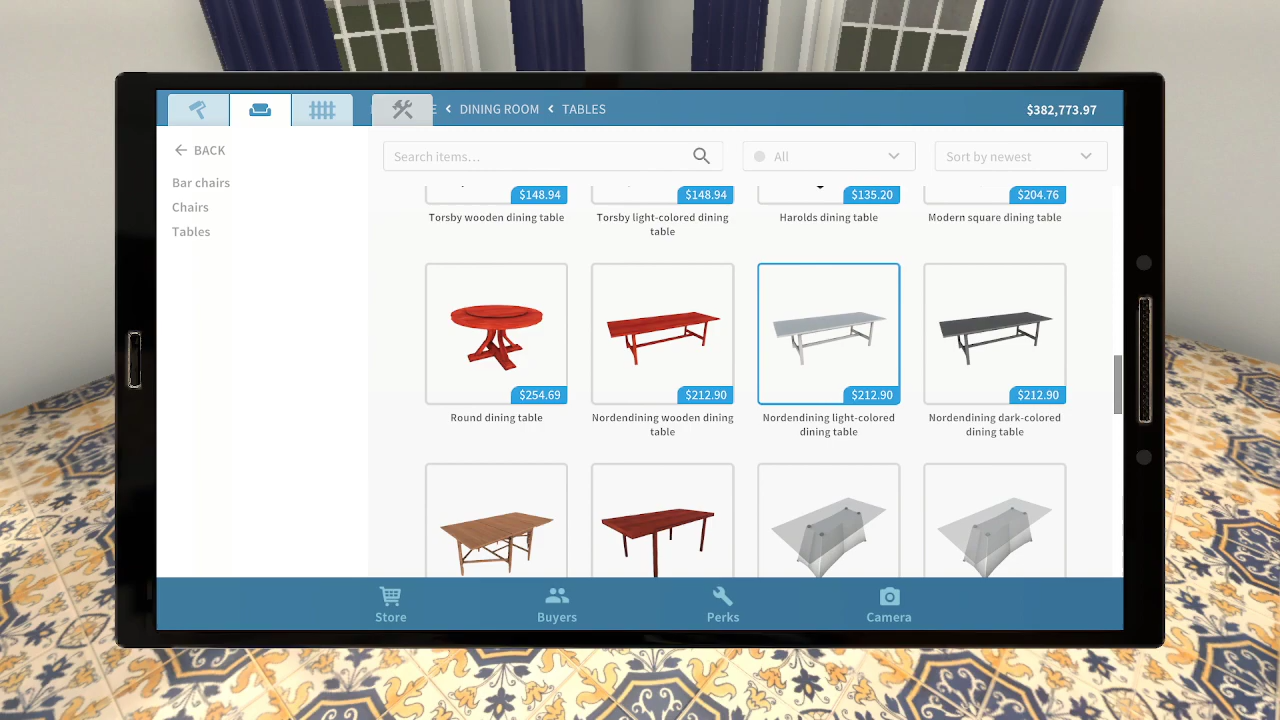 E < DINING ROOM < TABLES
$382,773.97
BACK
Search items...
All
Sort by newest
Bar chairs
Chairs
Tables
$148.94
$148.94
$135.20
$204.76
Torsby wooden dining table
Torsby light-colored dining
table
Harolds dining table
Modern square dining table
$254.69
$212.90
$212.90
$212.90
Round dining table
Nordendining wooden dining
table
Nordendining light-colored
dining table
Nordendining dark-colored
dining table
Store
Buyers
Perks
Camera